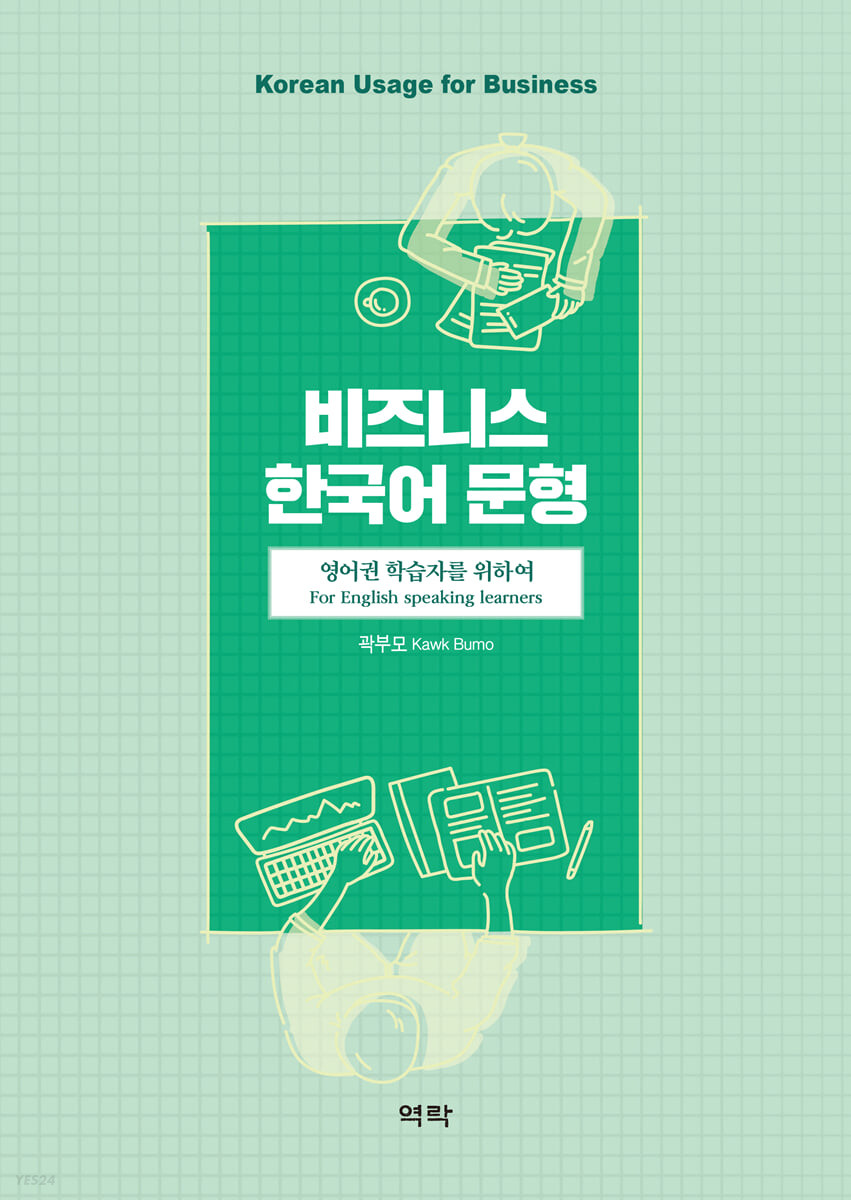 Korean Usage for Business
비즈니스
한국어 문형
영어권 학습자를 위하여
For English speaking learners
곽부모 Kawk Bumo
역락
YES24